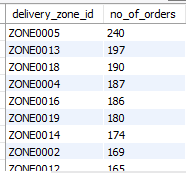 delivery_zone_id no_of_orders
ZONE0005 240
ZONE0013 197
ZONE0018 190
ZONE0004 187
ZONE0016 186
ZONE0019 180
ZONE0014 174
ZONE0002 169
ZONE0012 165